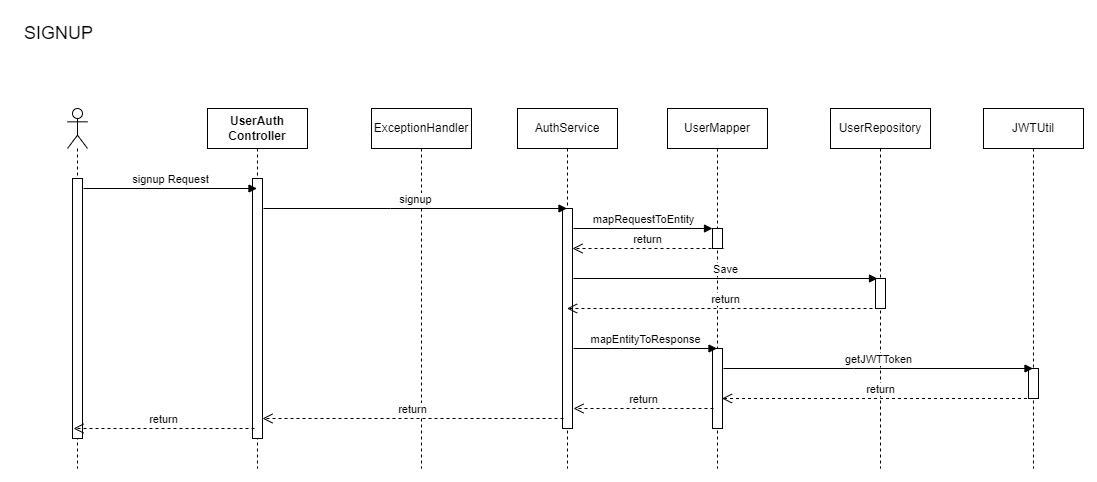 SIGNUP
UserAuth
Controller
ExceptionHandler
AuthService
UserMapper
UserRepository
JWTUtil
signup Request
signup
mapRequestToEntity
return
Save
return
mapEntityToResponse
getJWTToken
return
return
return
return